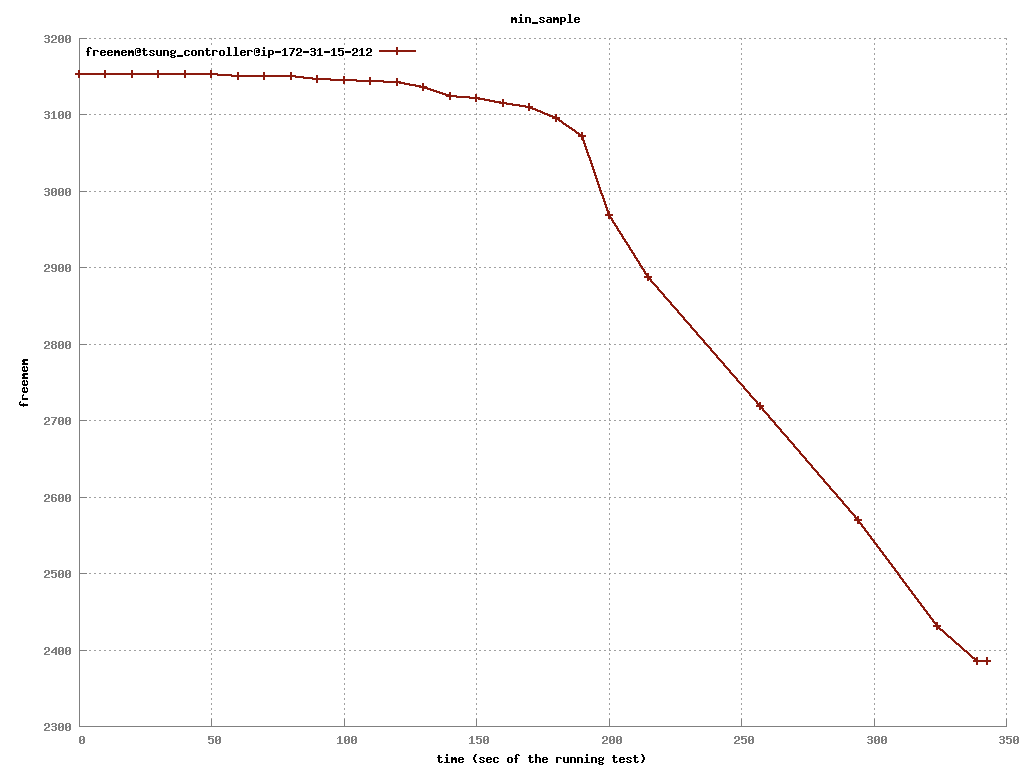 min_sample
3200
freemem@tsung_controller@ip-172-31-15-212
3100
3000
2900
2800
freemem
2700
2600
2500
2400
2300
0 50 100 150 200 250 300 350
time (sec of the running test)